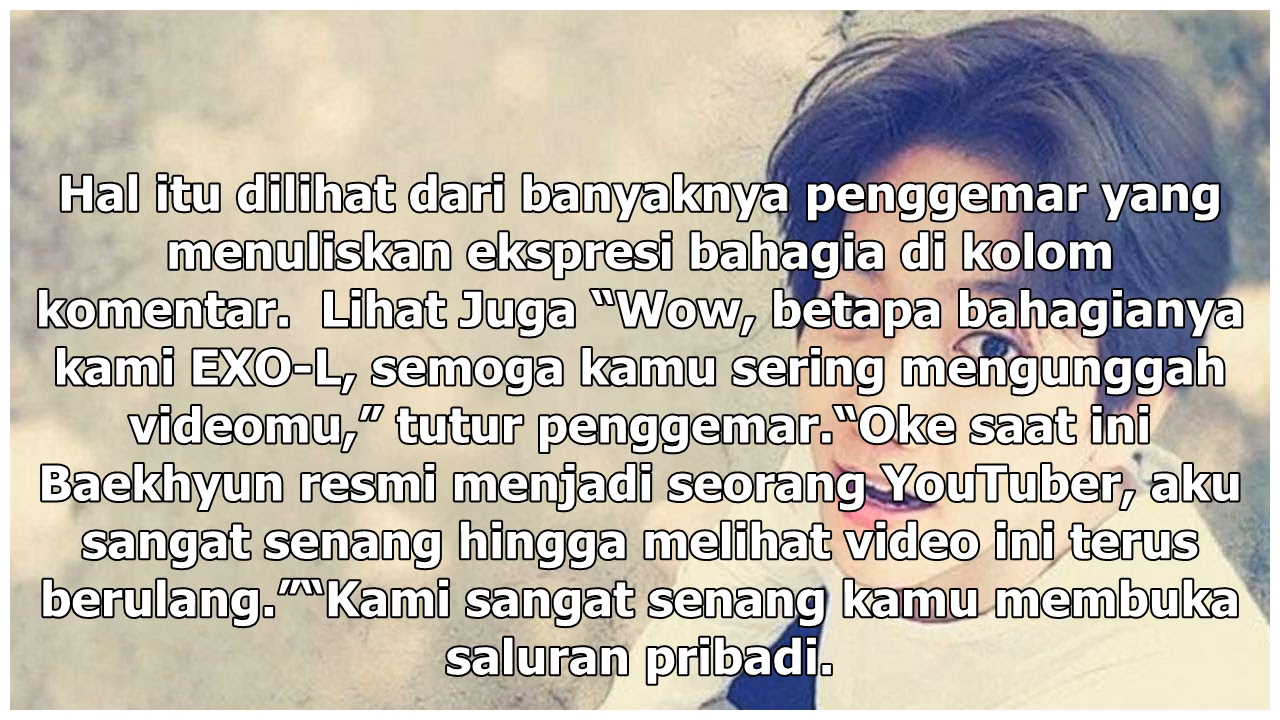 Hal itu dilihat dari banyaknya penggemar yang
menuliskan ekspresi bahagia di kolom
komentar.  Lihat Juga “Wow, betapa bahagianya
kami EXO-L, semoga kamu sering mengunggah
videomu,” tutur penggemar.“Oke saat ini
Baekhyun resmi menjadi seorang YouTuber, aku
sangat senang hingga melihat video ini terus
berulang.”“Kami sangat senang kamu membuka
saluran pribadi.